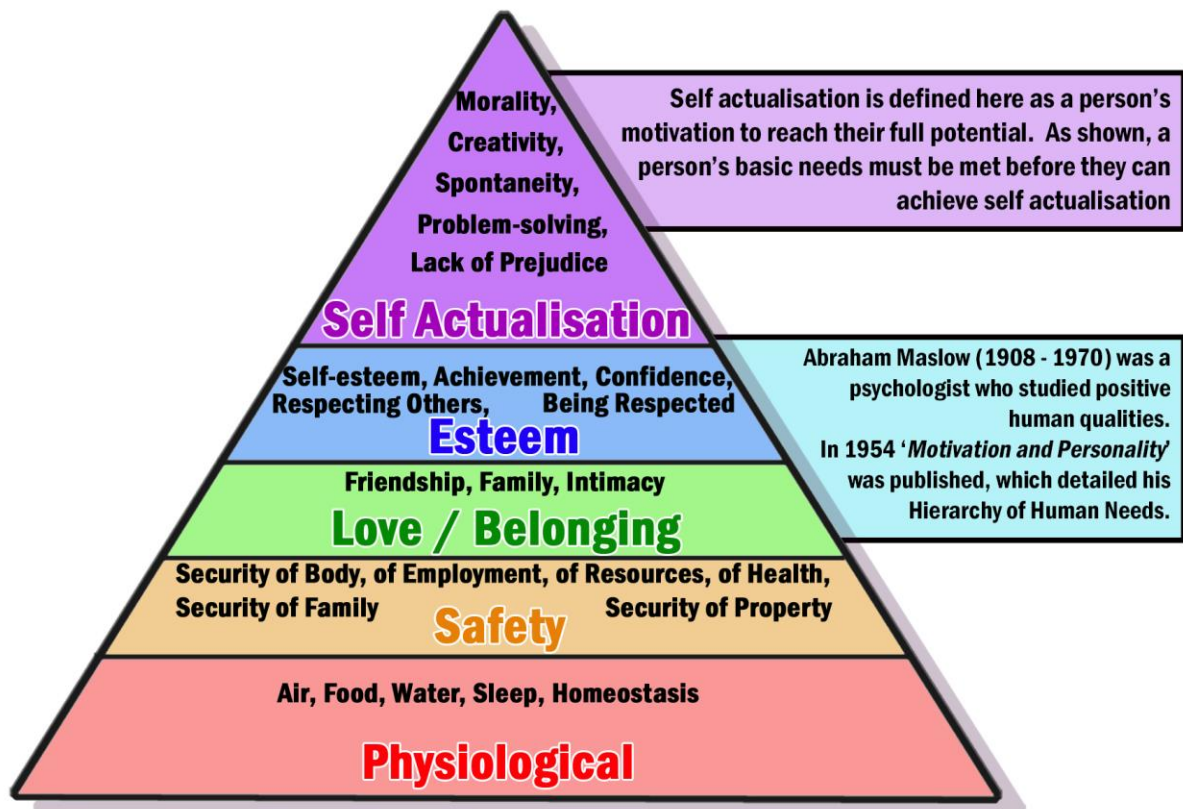 Morality,
Creativity,
Spontaneity,
Problem-solving,
Lack of Prejudice
Self Actualisation
Self actualisation is defined here as a person's
motivation to reach their full potential. As shown, a
person's basic needs must be met before they can
achieve self actualisation
Self-esteem, Achievement, Confidence,
Respecting Others, Being Respected
Esteem
Abraham Maslow (1908 - 1970) was a
psychologist who studied positive
human qualities.
In 1954 'Motivation and Personality'
was published, which detailed his
Hierarchy of Human Needs.
Friendship, Family, Intimacy
Love / Belonging
Security of Body, of Employment, of Resources, of Health,
Security of Family Security of Property
Safety
Air, Food, Water, Sleep, Homeostasis
Physiological